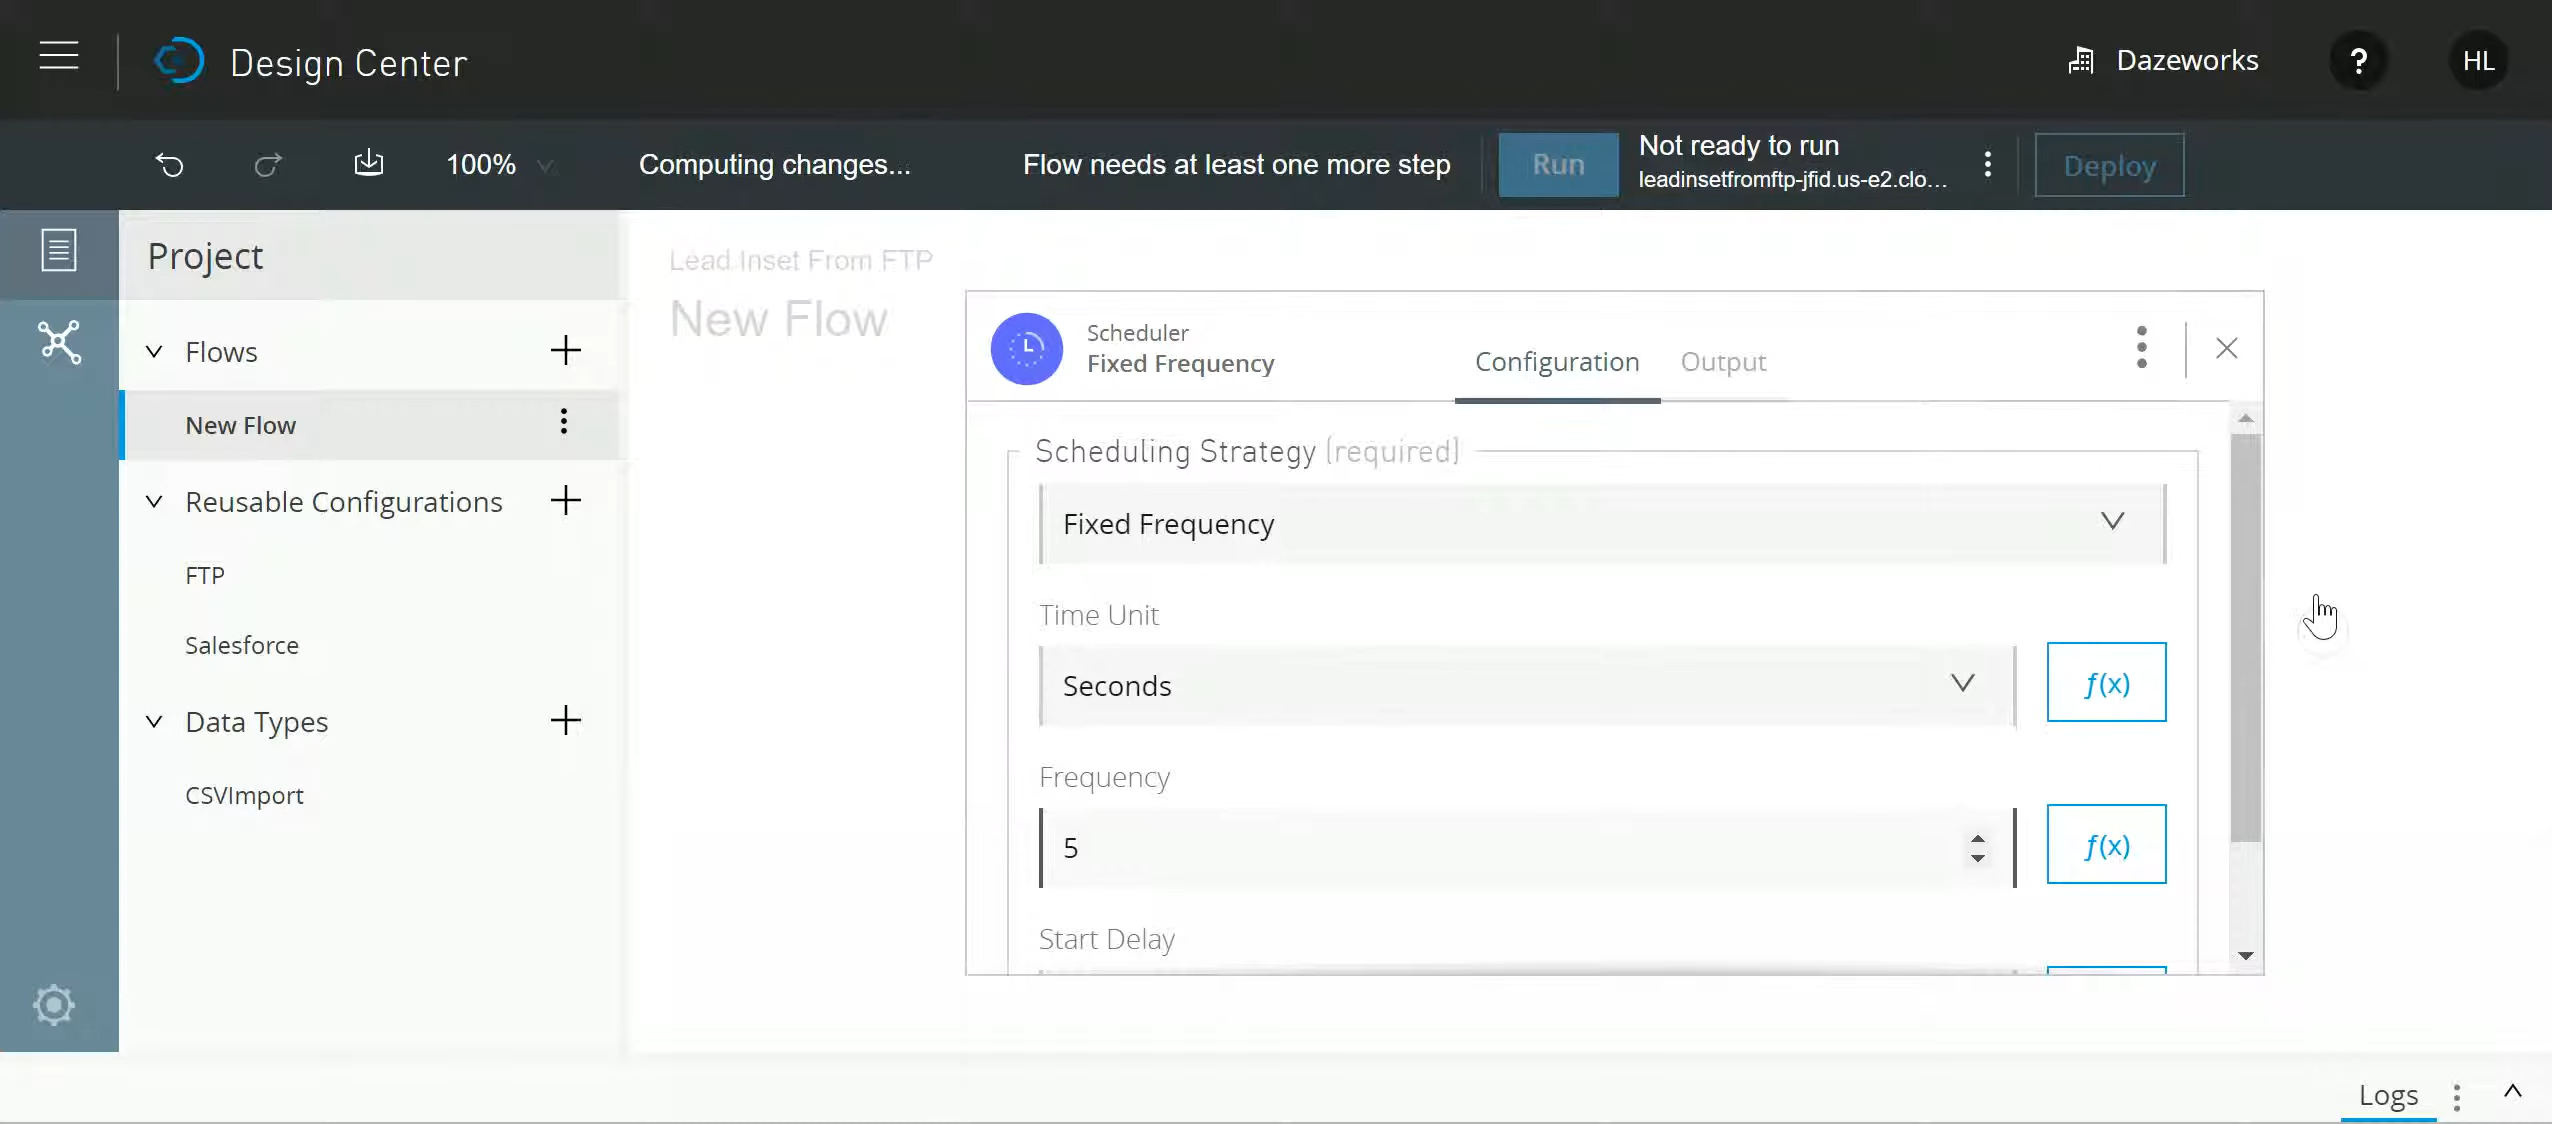 Design Center
Dazeworks
?
HL
100%
Computing changes...
Flow needs at least one more step
Run
Not ready to run
leadinsetfromftp-jfid.us-e2.clo...
Deploy
Project
Flows
New Flow
Reusable Configurations
FTP
Salesforce
Data Types
CSVImport
Lead Inset From FTP
New Flow
Scheduler
Fixed Frequency
Configuration
Output
Scheduling Strategy (required)
Fixed Frequency
Time Unit
Seconds
f(x)
Frequency
5
f(x)
Start Delay
Logs